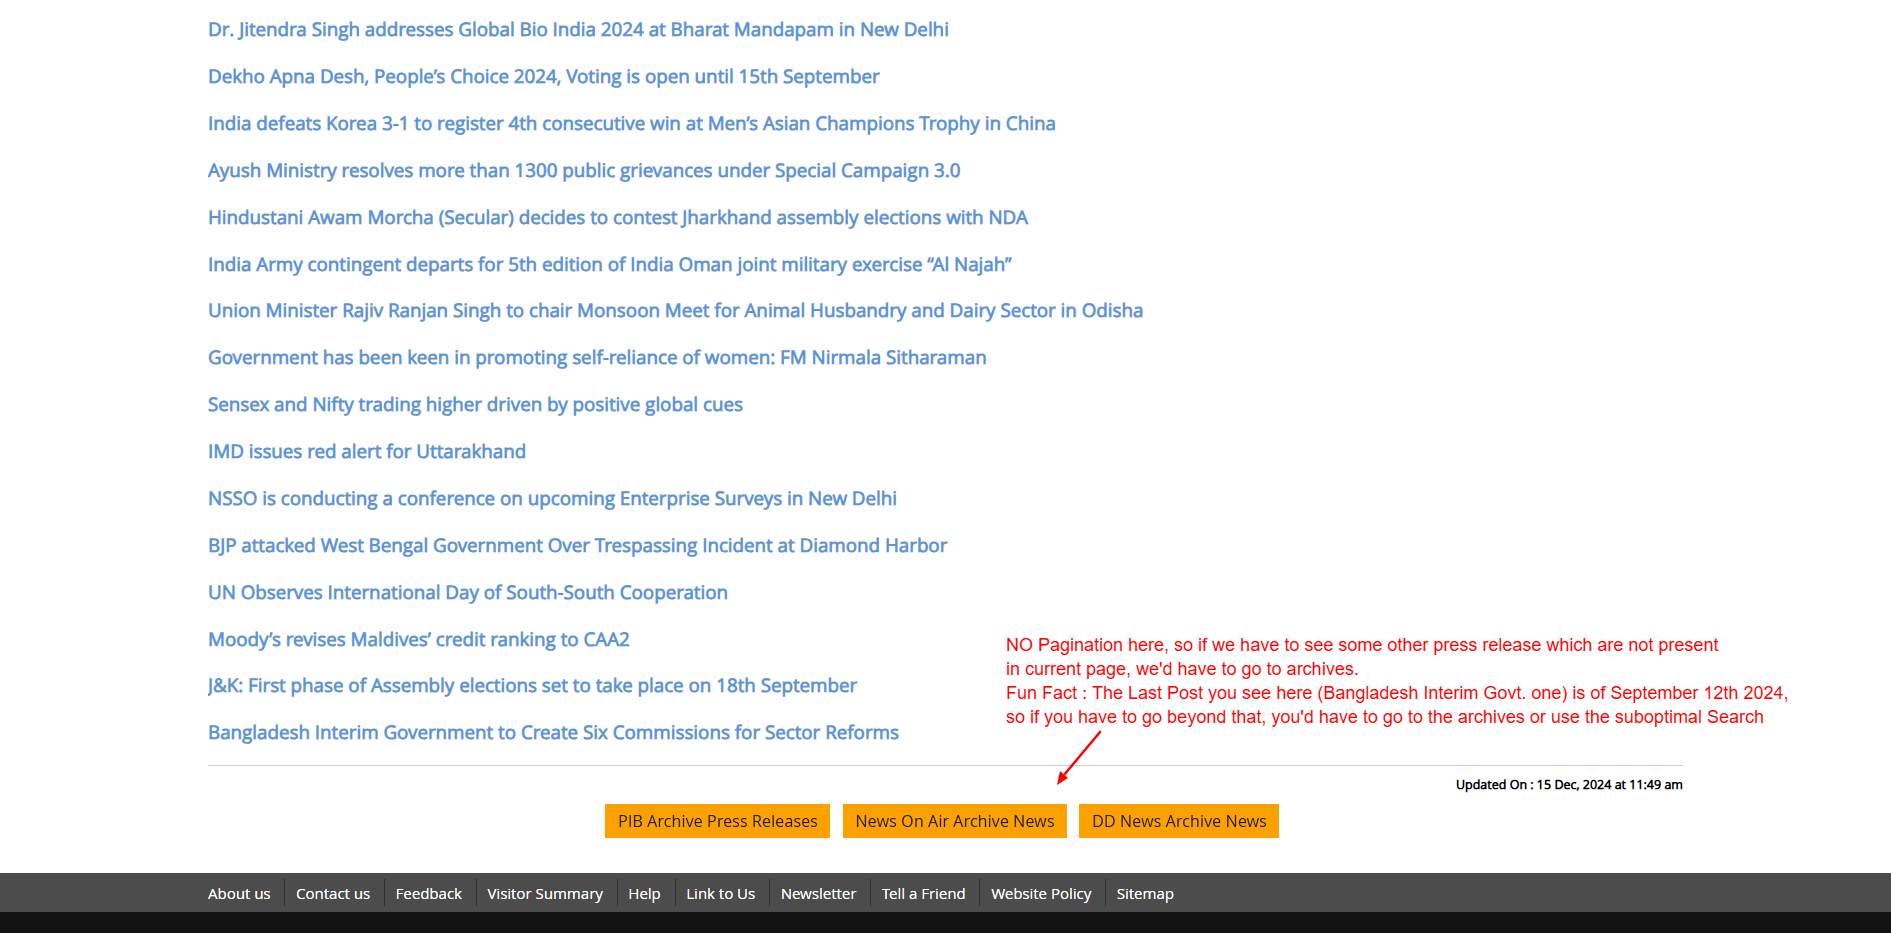 Dr. Jitendra Singh addresses Global Bio India 2024 at Bharat Mandapam in New Delhi
Dekho Apna Desh, People’s Choice 2024, Voting is open until 15th September
India defeats Korea 3-1 to register 4th consecutive win at Men’s Asian Champions Trophy in China
Ayush Ministry resolves more than 1300 public grievances under Special Campaign 3.0
Hindustani Awam Morcha (Secular) decides to contest Jharkhand assembly elections with NDA
India Army contingent departs for 5th edition of India Oman joint military exercise “Al Najah”
Union Minister Rajiv Ranjan Singh to chair Monsoon Meet for Animal Husbandry and Dairy Sector in Odisha
Government has been keen in promoting self-reliance of women: FM Nirmala Sitharaman
Sensex and Nifty trading higher driven by positive global cues
IMD issues red alert for Uttarakhand
NSSO is conducting a conference on upcoming Enterprise Surveys in New Delhi
BJP attacked West Bengal Government Over Trespassing Incident at Diamond Harbor
UN Observes International Day of South-South Cooperation
Moody’s revises Maldives’ credit ranking to CAA2
J&K: First phase of Assembly elections set to take place on 18th September
Bangladesh Interim Government to Create Six Commissions for Sector Reforms
NO Pagination here, so if we have to see some other press release which are not present
in current page, we'd have to go to archives.
Fun Fact : The Last Post you see here (Bangladesh Interim Govt. one) is of September 12th 2024,
so if you have to go beyond that, you'd have to go to the archives or use the suboptimal Search
Updated On : 15 Dec, 2024 at 11:49 am
PIB Archive Press Releases News On Air Archive News DD News Archive News
About us Contact us Feedback Visitor Summary Help Link to Us Newsletter Tell a Friend Website Policy Sitemap